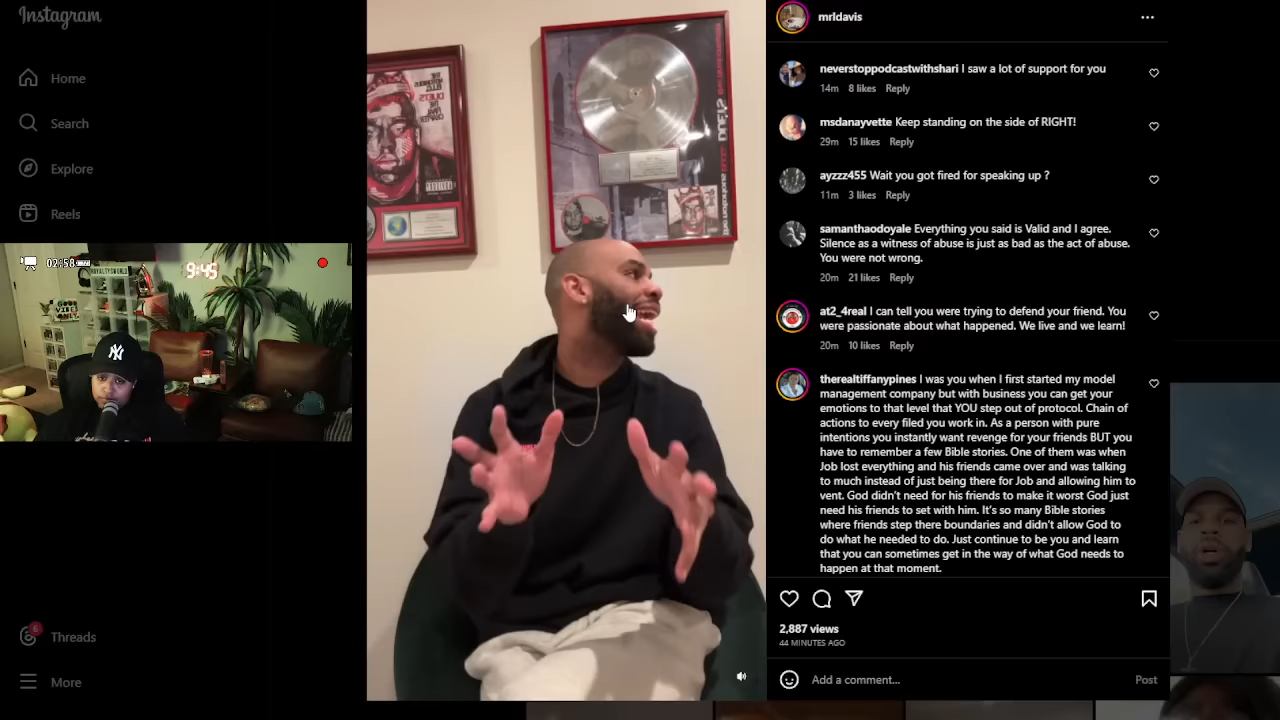 Instagram
Home
Search
Explore
Reels
02:58
9:45
ROYALTYSWORLD
GOOD
VIBES
ONLY
NY
6
Threads
More
THE
NOTORIOUS
B.I.G.
DUETS
THE
FINAL
CHAPTER
DUETS
mrldavis
neverstoppodcastwithshari I saw a lot of support for you
14m 8 likes Reply
msdanayvette Keep standing on the side of RIGHT!
29m 15 likes Reply
ayzzz455 Wait you got fired for speaking up ?
11m 3 likes Reply
samanthaodoyale Everything you said is Valid and I agree.
Silence as a witness of abuse is just as bad as the act of abuse.
You were not wrong.
20m 21 likes Reply
at2_4real I can tell you were trying to defend your friend. You
were passionate about what happened. We live and we learn!
20m 10 likes Reply
therealtiffanypines I was you when I first started my model
management company but with business you can get your
emotions to that level that YOU step out of protocol. Chain of
actions to every filed you work in. As a person with pure
intentions you instantly want revenge for your friends BUT you
have to remember a few Bible stories. One of them was when
Job lost everything and his friends came over and was talking
to much instead of just being there for Job and allowing him to
vent. God didn't need for his friends to make it worst God just
need his friends to set with him. It's so many Bible stories
where friends step there boundaries and didn't allow God to
do what he needed to do. Just continue to be you and learn
that you can sometimes get in the way of what God needs to
happen at that moment.
2,887 views
44 MINUTES AGO
Add a comment...
Post